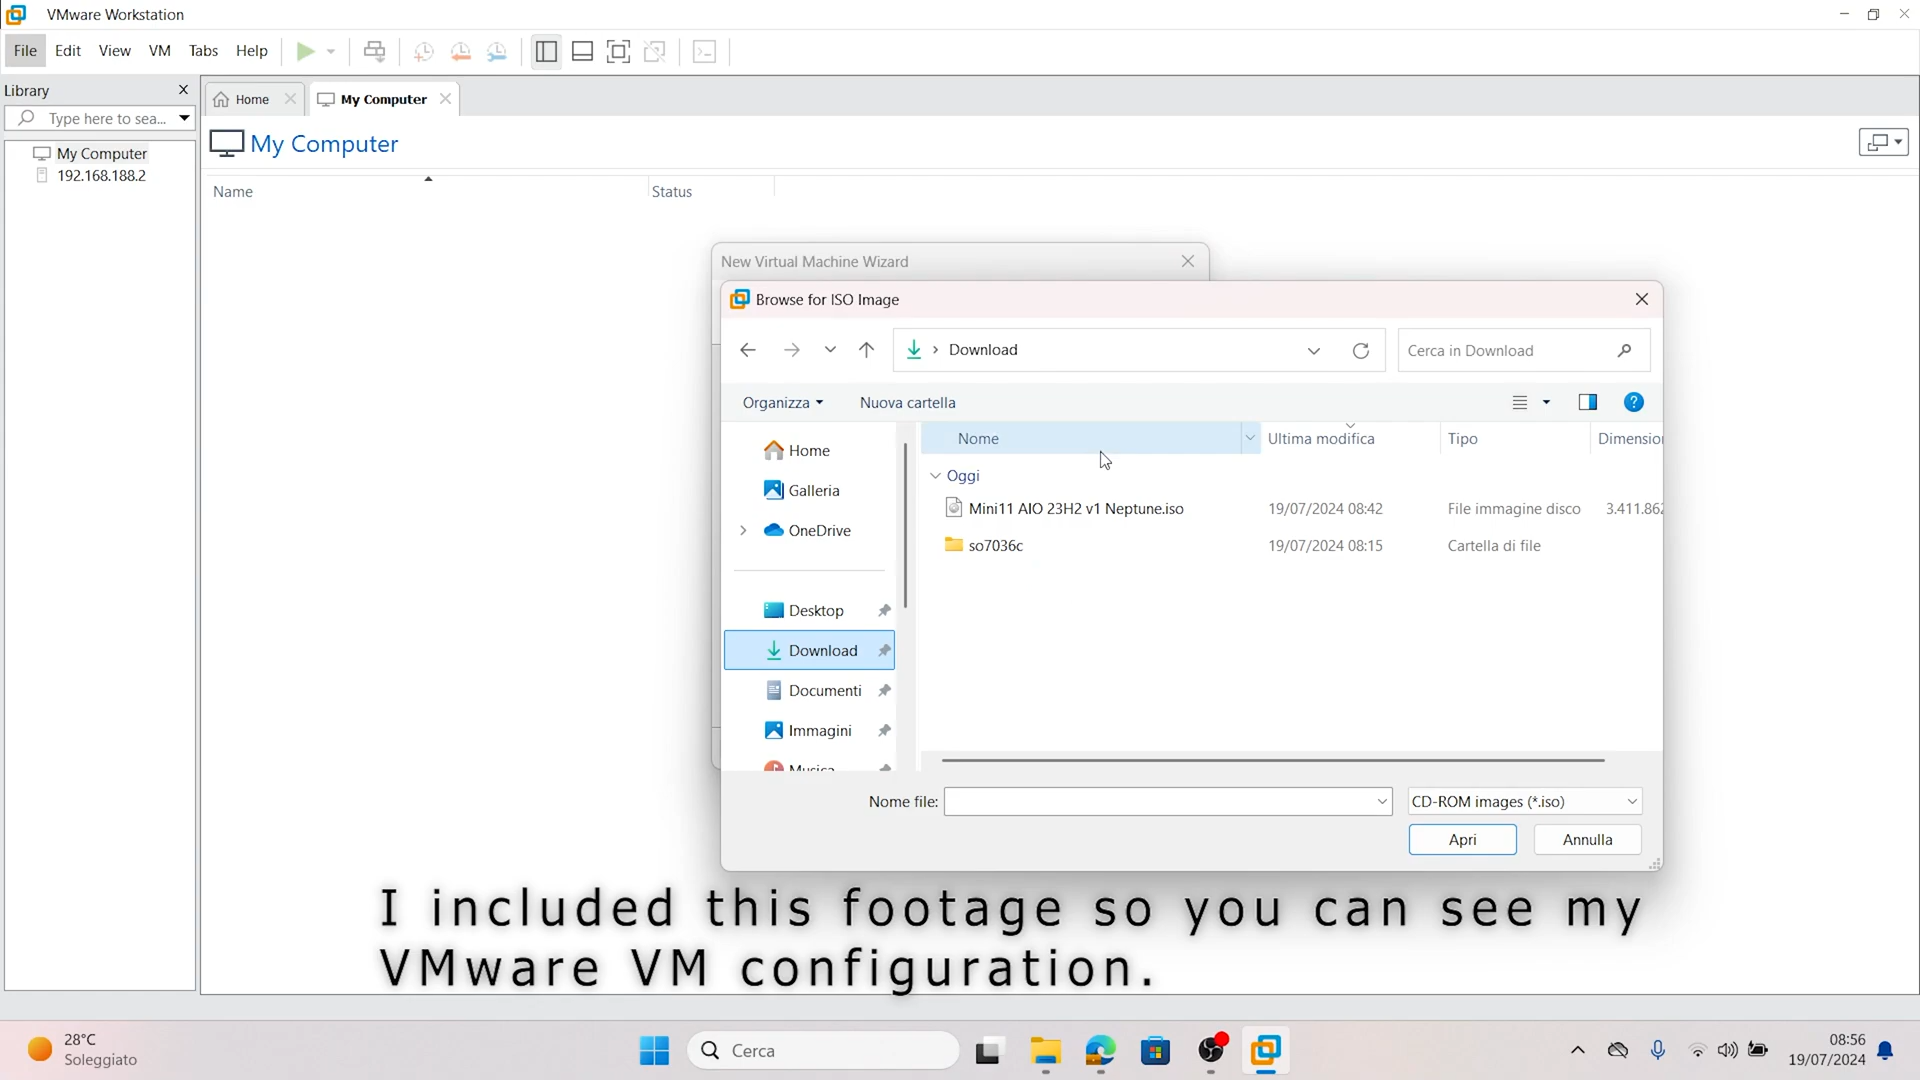 VMware Workstation
File Edit View VM Tabs Help
Library
Home
My Computer
Type here to sea...
My Computer
My Computer
192.168.188.2
Name
Status
New Virtual Machine Wizard
Browse for ISO Image
Download
Cerca in Download
Organizza
Nuova cartella
Home
Galleria
OneDrive
Desktop
Download
Documenti
Immagini
Musica
Nome
Ultima modifica
Tipo
Dimension
Oggi
Mini11 AIO 23H2 v1 Neptune.iso 19/07/2024 08:42 File immagine disco 3.411.862
so7036c 19/07/2024 08:15 Cartella di file
Nome file:
CD-ROM images (*.iso)
Apri
Annulla
I included this footage so you can see my
VMware VM configuration.
28°C
Soleggiato
Cerca
08:56
19/07/2024